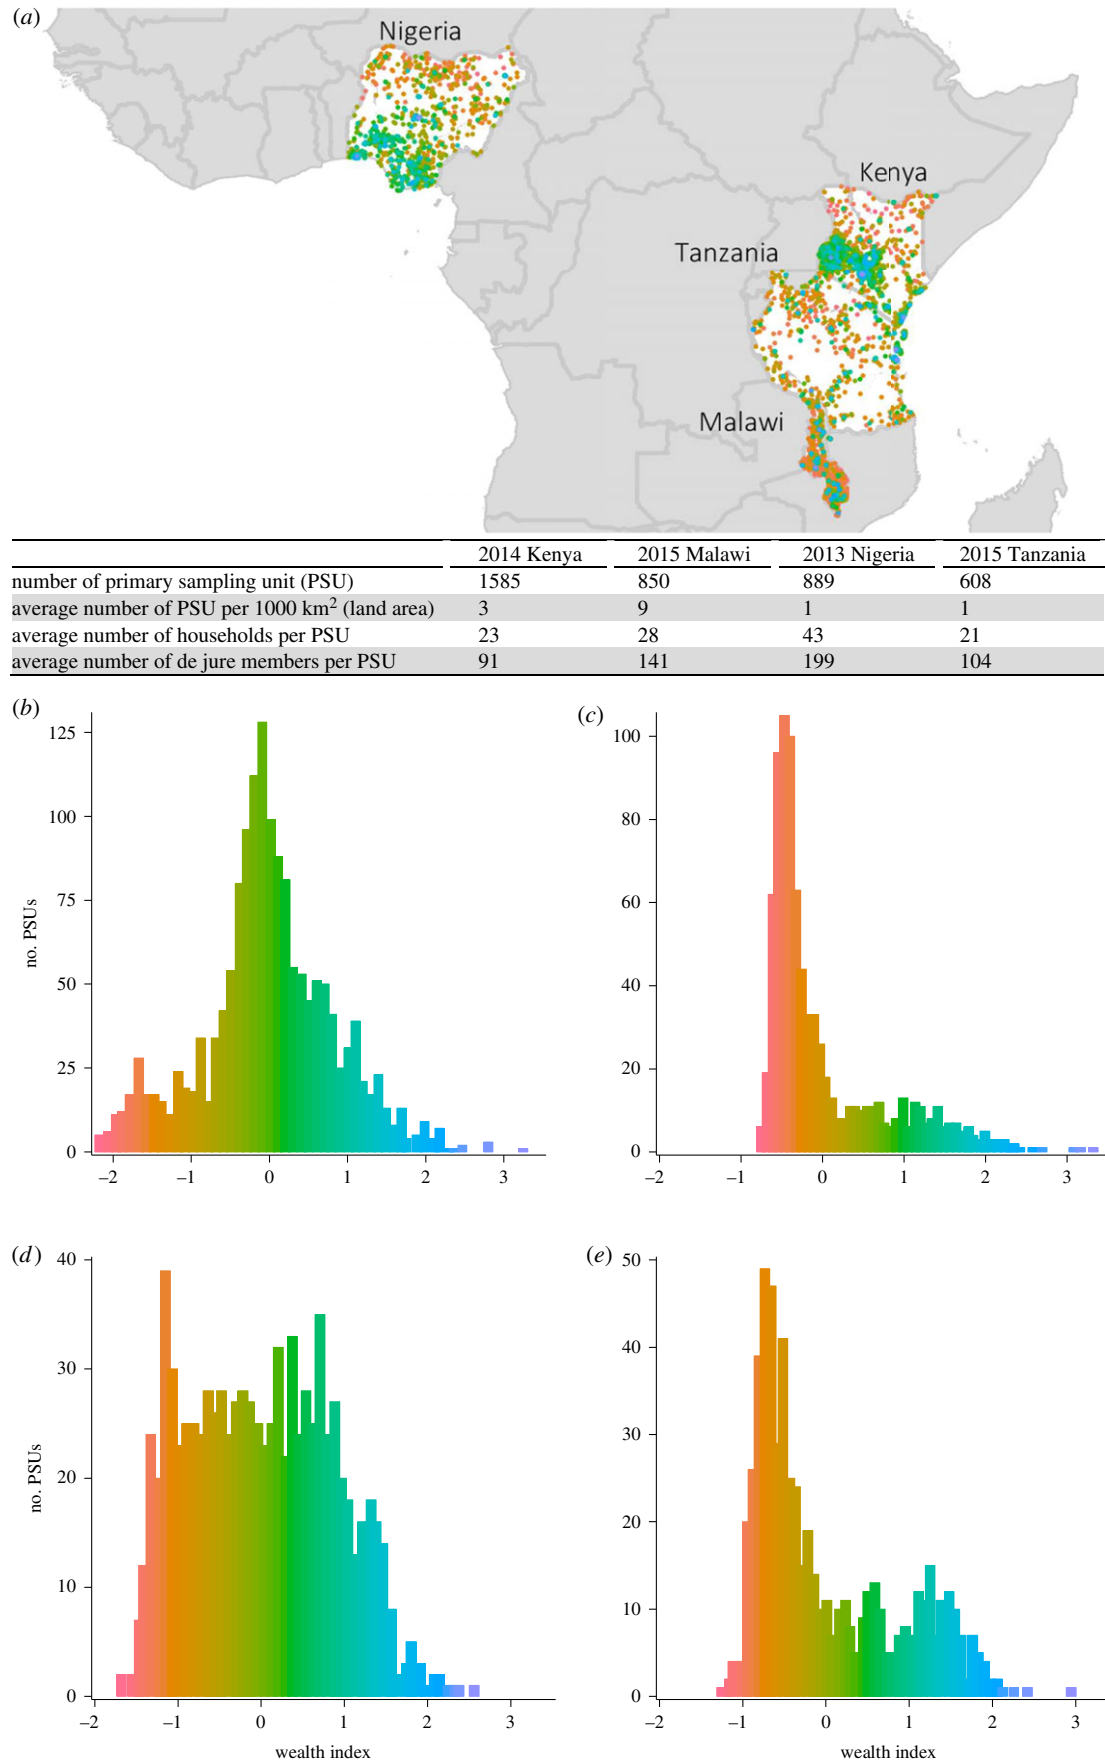 (a)
Nigeria
Kenya
Tanzania
Malawi
2014 Kenya 2015 Malawi 2013 Nigeria 2015 Tanzania
number of primary sampling unit (PSU) 1585 850 889 608
average number of PSU per 1000 km² (land area) 3 9 1 1
average number of households per PSU 23 28 43 21
average number of de jure members per PSU 91 141 199 104
(b)
125
100
75
50
25
0
no. PSUs
–2 –1 0 1 2 3
(c)
100
80
60
40
20
0
–2 –1 0 1 2 3
(d)
40
30
20
10
0
no. PSUs
–2 –1 0 1 2 3
wealth index
(e)
50
40
30
20
10
0
–2 –1 0 1 2 3
wealth index